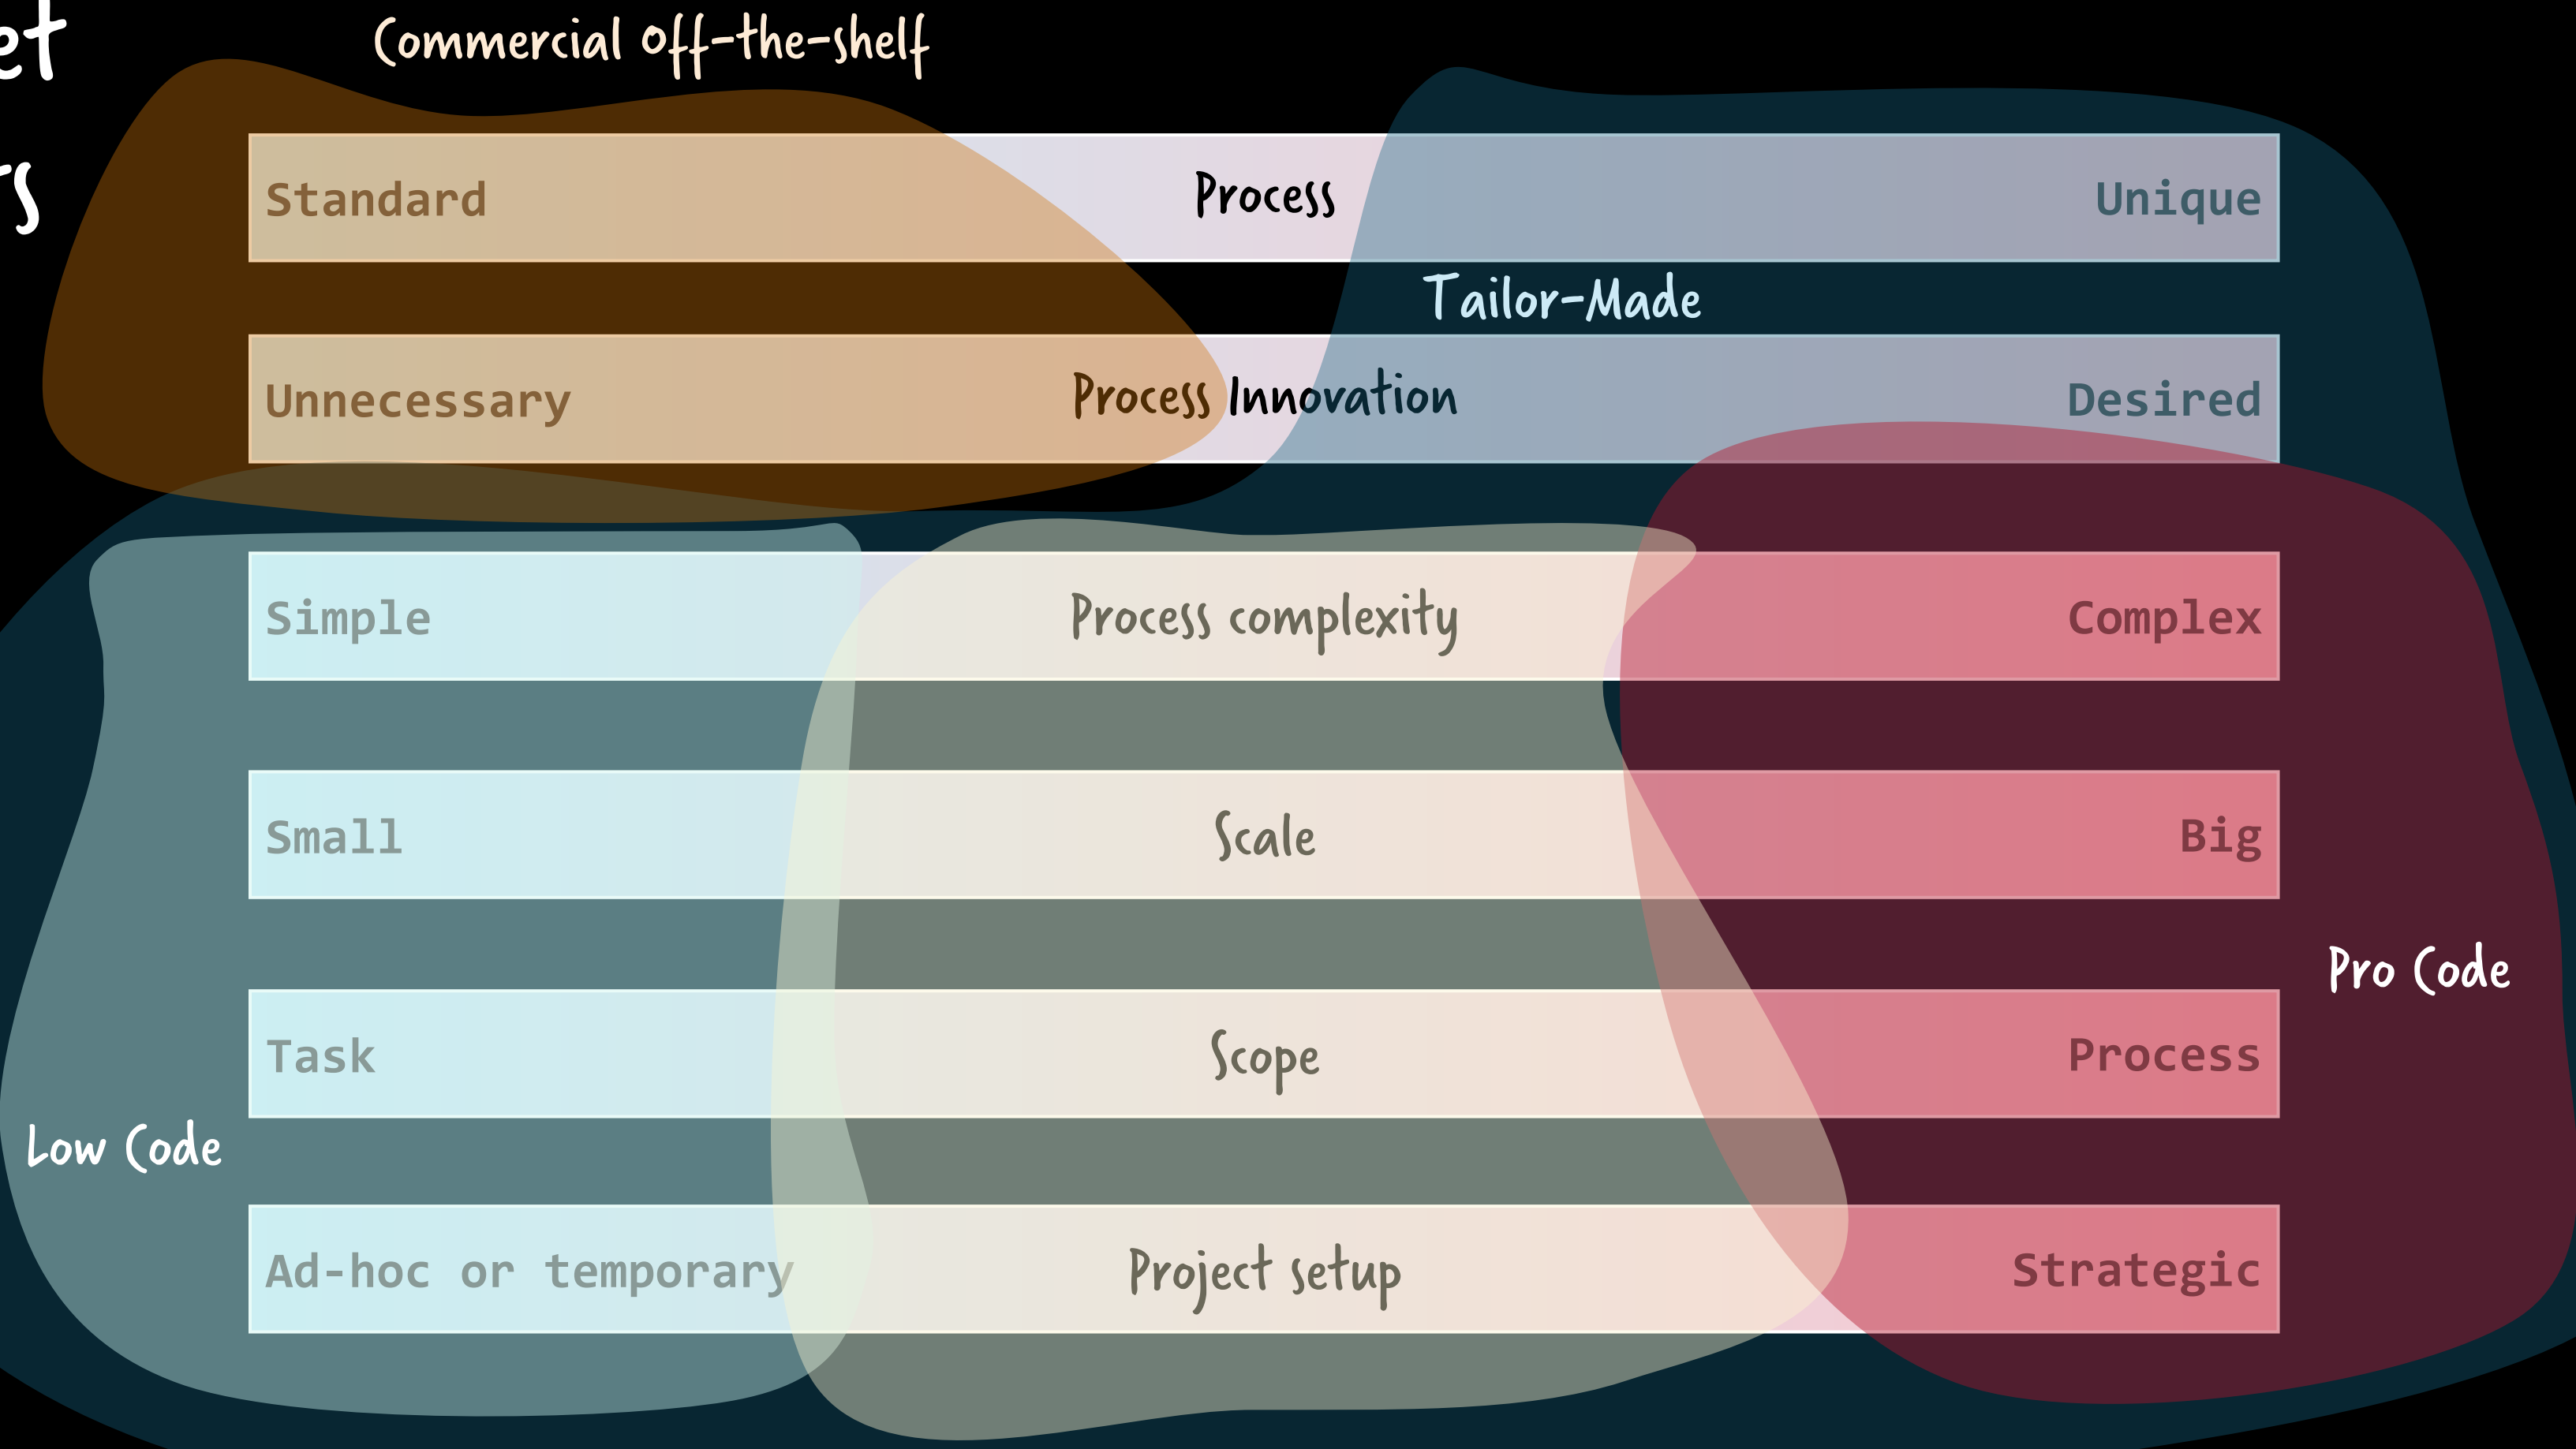 Commercial Off-the-shelf
Standard Process Unique
Tailor-Made
Unnecessary Process Innovation Desired
Simple Process complexity Complex
Small Scale Big
Pro Code
Task Scope Process
Low Code
Ad-hoc or temporary Project setup Strategic